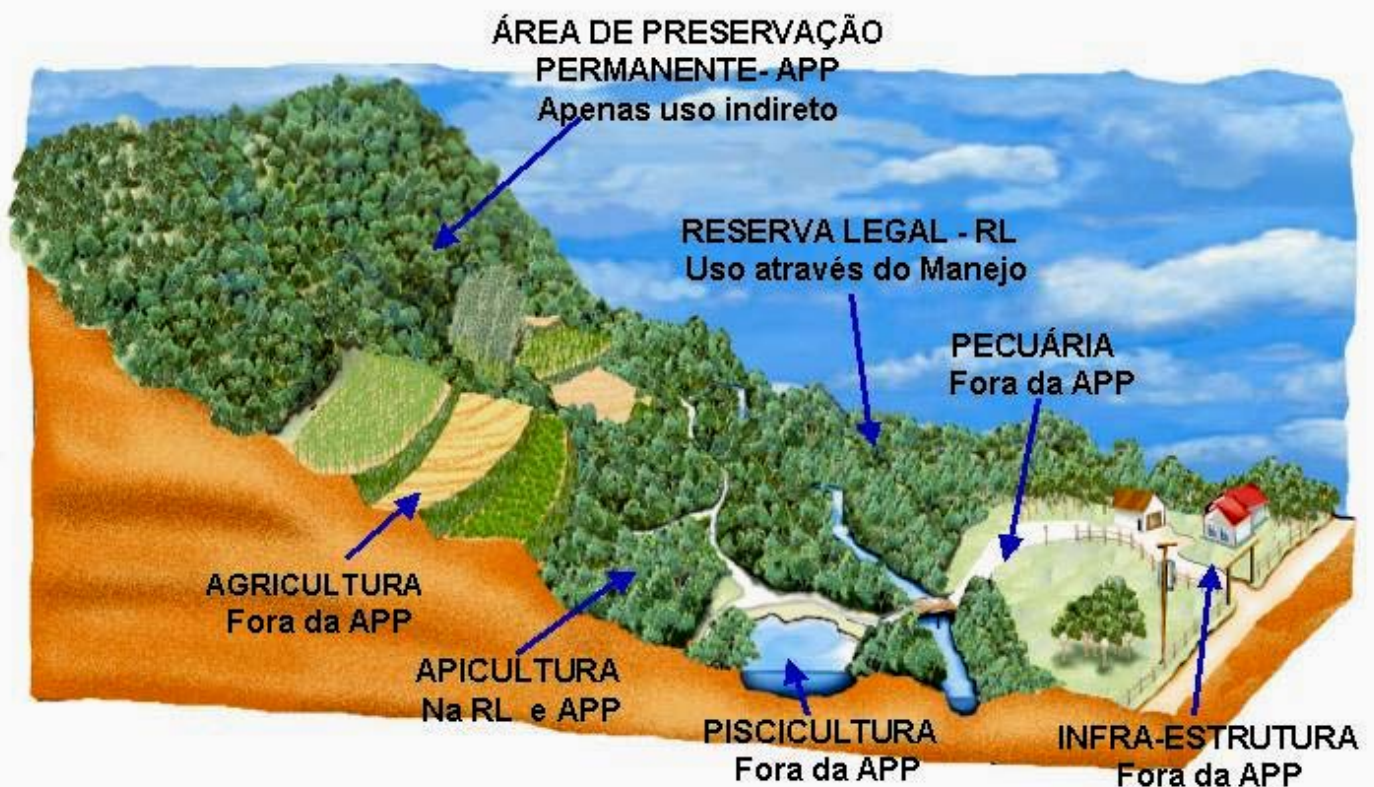 ÁREA DE PRESERVAÇÃO
PERMANENTE- APP
Apenas uso indireto
RESERVA LEGAL - RL
Uso através do Manejo
PECUÁRIA
Fora da APP
AGRICULTURA
Fora da APP
APICULTURA
Na RL e APP
PISCICULTURA
Fora da APP
INFRA-ESTRUTURA
Fora da APP